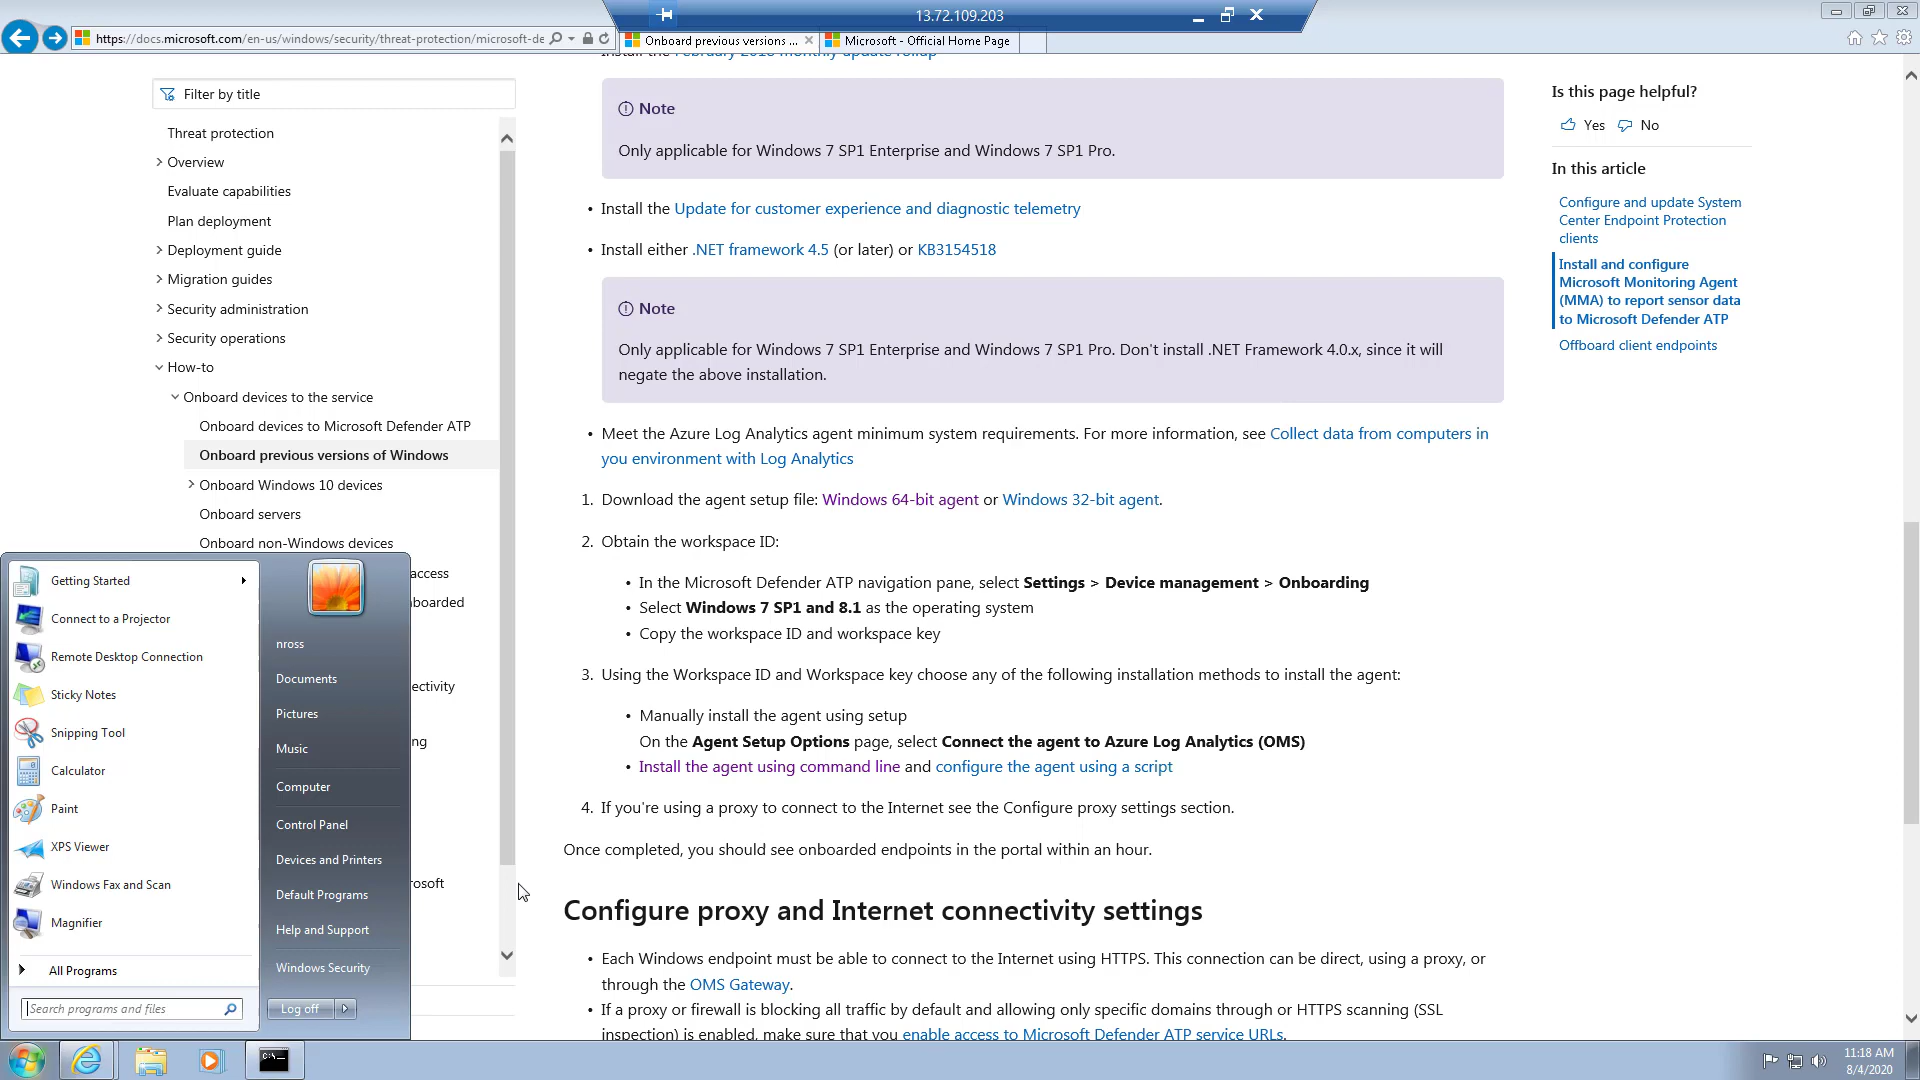 13.72.109.203
https://docs.microsoft.com/en-us/windows/security/threat-protection/microsoft-de
Onboard previous versions ...
Microsoft - Official Home Page
Filter by title
Threat protection
Overview
Evaluate capabilities
Plan deployment
Deployment guide
Migration guides
Security administration
Security operations
How-to
Onboard devices to the service
Onboard devices to Microsoft Defender ATP
Onboard previous versions of Windows
Onboard Windows 10 devices
Onboard servers
Onboard non-Windows devices
access
boarded
ectivity
ng
rosoft
Install the February 2018 monthly update rollup
Note
Only applicable for Windows 7 SP1 Enterprise and Windows 7 SP1 Pro.
• Install the Update for customer experience and diagnostic telemetry
• Install either .NET framework 4.5 (or later) or KB3154518
Note
Only applicable for Windows 7 SP1 Enterprise and Windows 7 SP1 Pro. Don't install .NET Framework 4.0.x, since it will
negate the above installation.
• Meet the Azure Log Analytics agent minimum system requirements. For more information, see Collect data from computers in
you environment with Log Analytics
1. Download the agent setup file: Windows 64-bit agent or Windows 32-bit agent.
2. Obtain the workspace ID:
• In the Microsoft Defender ATP navigation pane, select Settings > Device management > Onboarding
• Select Windows 7 SP1 and 8.1 as the operating system
• Copy the workspace ID and workspace key
3. Using the Workspace ID and Workspace key choose any of the following installation methods to install the agent:
• Manually install the agent using setup
On the Agent Setup Options page, select Connect the agent to Azure Log Analytics (OMS)
• Install the agent using command line and configure the agent using a script
4. If you're using a proxy to connect to the Internet see the Configure proxy settings section.
Once completed, you should see onboarded endpoints in the portal within an hour.
Configure proxy and Internet connectivity settings
• Each Windows endpoint must be able to connect to the Internet using HTTPS. This connection can be direct, using a proxy, or
through the OMS Gateway.
• If a proxy or firewall is blocking all traffic by default and allowing only specific domains through or HTTPS scanning (SSL
inspection) is enabled, make sure that you enable access to Microsoft Defender ATP service URLs.
Is this page helpful?
Yes
No
In this article
Configure and update System
Center Endpoint Protection
clients
Install and configure
Microsoft Monitoring Agent
(MMA) to report sensor data
to Microsoft Defender ATP
Offboard client endpoints
Getting Started
Connect to a Projector
Remote Desktop Connection
Sticky Notes
Snipping Tool
Calculator
Paint
XPS Viewer
Windows Fax and Scan
Magnifier
All Programs
Search programs and files
nross
Documents
Pictures
Music
Computer
Control Panel
Devices and Printers
Default Programs
Help and Support
Windows Security
Log off
11:18 AM
8/4/2020